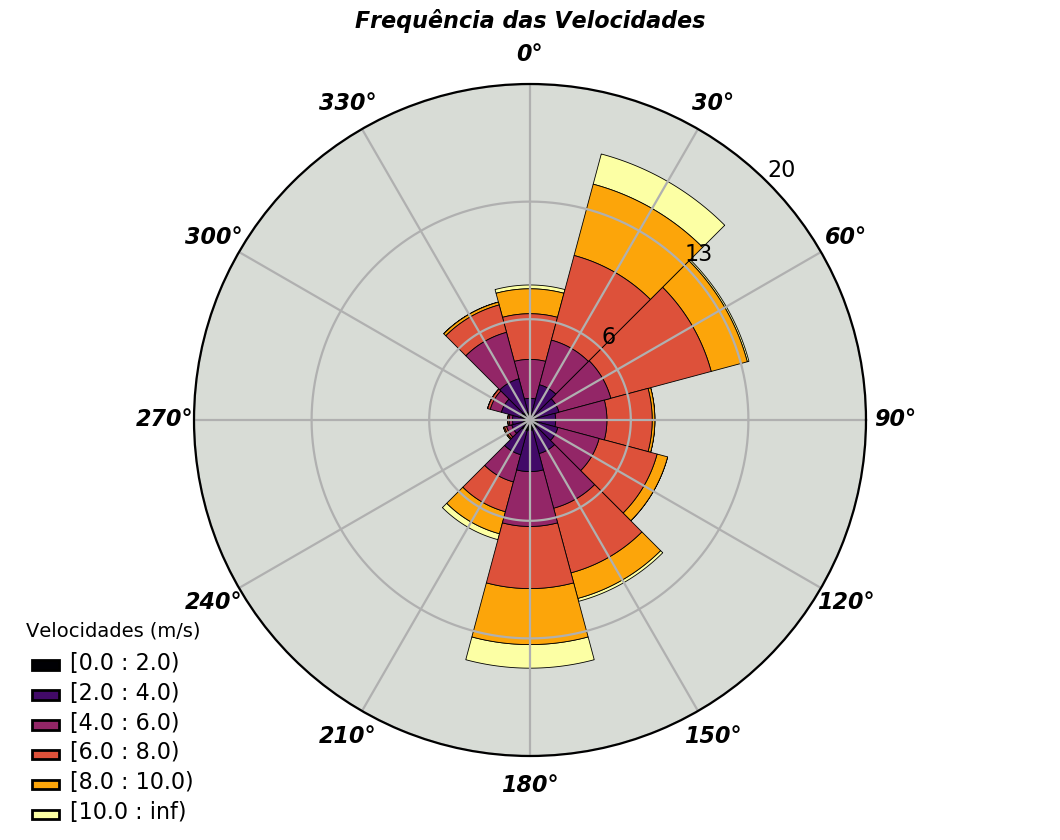 Frequência das Velocidades
0°
330°
30°
20
300°
60°
13
6
270°
90°
240°
120°
210°
150°
180°
Velocidades (m/s)
[0.0 : 2.0)
[2.0 : 4.0)
[4.0 : 6.0)
[6.0 : 8.0)
[8.0 : 10.0)
[10.0 : inf)